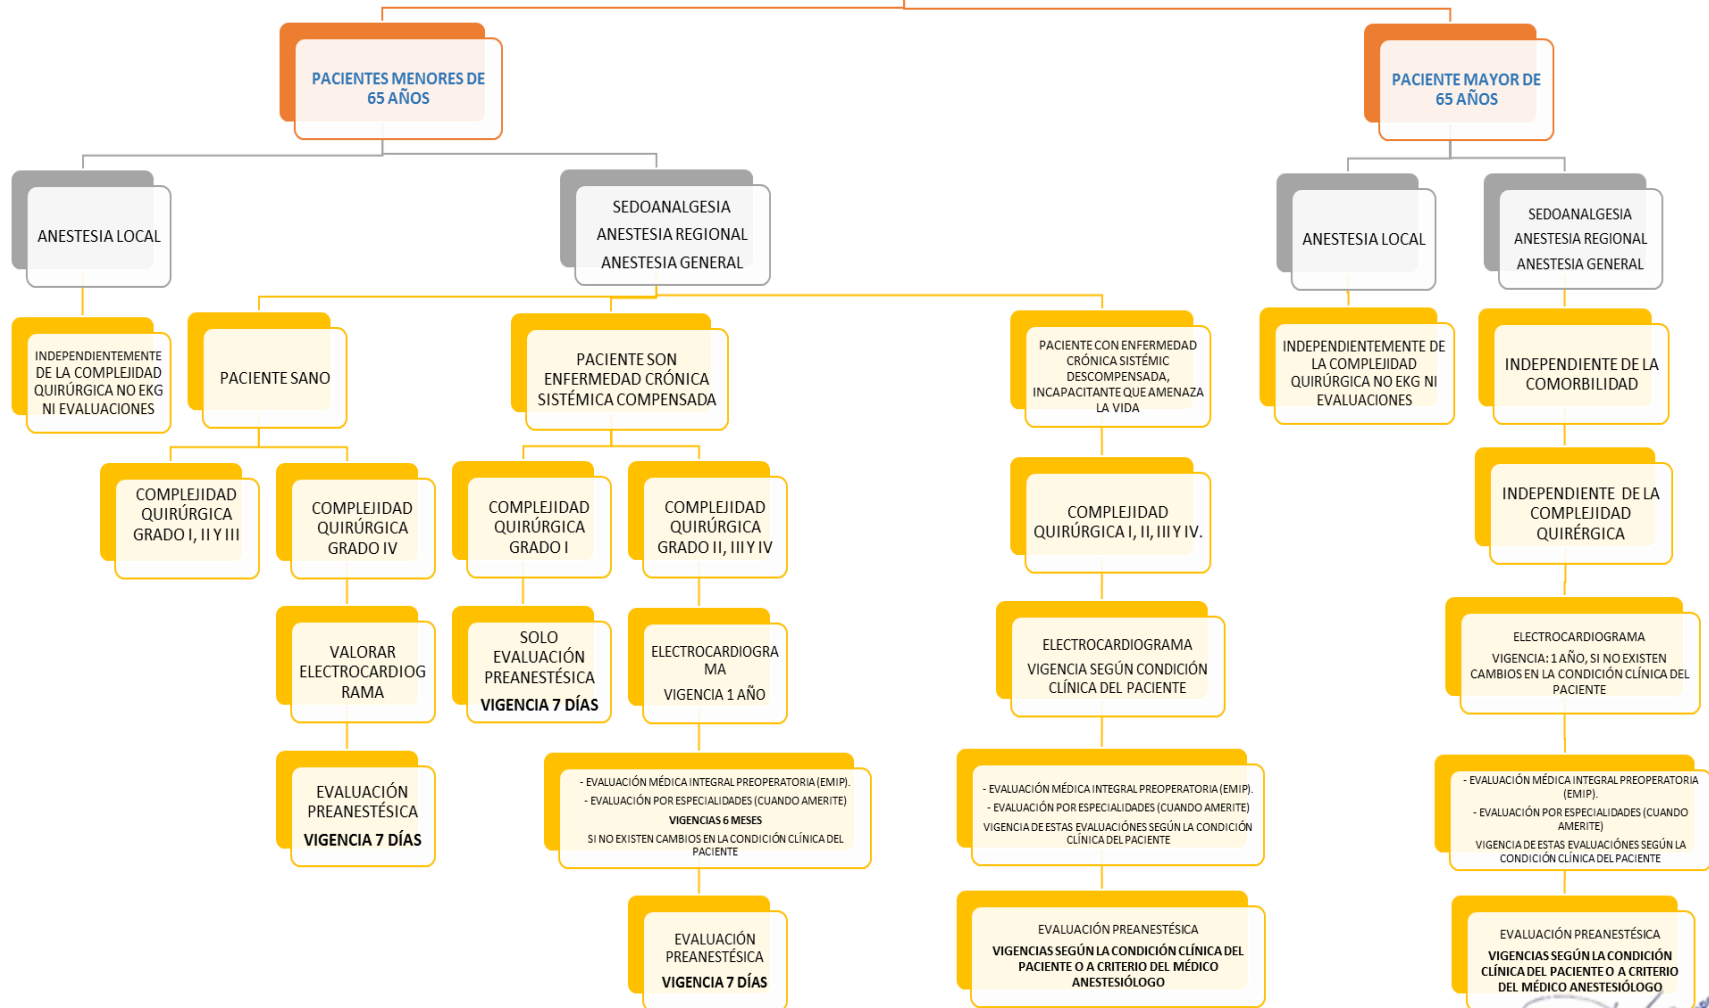 PACIENTES MENORES DE
65 AÑOS
PACIENTE MAYOR DE
65 AÑOS
ANESTESIA LOCAL
SEDOANALGESIA
ANESTESIA REGIONAL
ANESTESIA GENERAL
ANESTESIA LOCAL
SEDOANALGESIA
ANESTESIA REGIONAL
ANESTESIA GENERAL
INDEPENDIENTEMENTE
DE LA COMPLEJIDAD
QUIRÚRGICA NO EKG
NI EVALUACIONES
PACIENTE SANO
PACIENTE SON
ENFERMEDAD CRÓNICA
SISTÉMICA COMPENSADA
PACIENTE CON ENFERMEDAD
CRÓNICA SISTÉMIC
DESCOMPENSADA,
INCAPACITANTE QUE AMENAZA
LA VIDA
INDEPENDIENTEMENTE DE
LA COMPLEJIDAD
QUIRÚRGICA NO EKG NI
EVALUACIONES
INDEPENDIENTE DE LA
COMORBILIDAD
COMPLEJIDAD
QUIRÚRGICA
GRADO I, II Y III
COMPLEJIDAD
QUIRÚRGICA
GRADO IV
COMPLEJIDAD
QUIRÚRGICA
GRADO I
COMPLEJIDAD
QUIRÚRGICA
GRADO II, III Y IV
COMPLEJIDAD
QUIRÚRGICA I, II, III Y IV.
INDEPENDIENTE DE LA
COMPLEJIDAD
QUIRÉRGICA
VALORAR
ELECTROCARDIOG
RAMA
SOLO
EVALUACIÓN
PREANESTÉSICA
VIGENCIA 7 DÍAS
ELECTROCARDIOGRA
MA
VIGENCIA 1 AÑO
ELECTROCARDIOGRAMA
VIGENCIA SEGÚN CONDICIÓN
CLÍNICA DEL PACIENTE
ELECTROCARDIOGRAMA
VIGENCIA: 1 AÑO, SI NO EXISTEN
CAMBIOS EN LA CONDICIÓN CLÍNICA DEL
PACIENTE
EVALUACIÓN
PREANESTÉSICA
VIGENCIA 7 DÍAS
- EVALUACIÓN MÉDICA INTEGRAL PREOPERATORIA (EMIP).
- EVALUACIÓN POR ESPECIALIDADES (CUANDO AMERITE)
VIGENCIAS 6 MESES
SI NO EXISTEN CAMBIOS EN LA CONDICIÓN CLÍNICA DEL
PACIENTE
- EVALUACIÓN MÉDICA INTEGRAL PREOPERATORIA (EMIP).
- EVALUACIÓN POR ESPECIALIDADES (CUANDO AMERITE)
VIGENCIA DE ESTAS EVALUACIÓNES SEGÚN LA CONDICIÓN
CLÍNICA DEL PACIENTE
- EVALUACIÓN MÉDICA INTEGRAL PREOPERATORIA
(EMIP).
- EVALUACIÓN POR ESPECIALIDADES (CUANDO
AMERITE)
VIGENCIA DE ESTAS EVALUACIÓNES SEGÚN LA
CONDICIÓN CLÍNICA DEL PACIENTE
EVALUACIÓN
PREANESTÉSICA
VIGENCIA 7 DÍAS
EVALUACIÓN PREANESTÉSICA
VIGENCIAS SEGÚN LA CONDICIÓN CLÍNICA DEL
PACIENTE O A CRITERIO DEL MÉDICO
ANESTESIÓLOGO
EVALUACIÓN PREANESTÉSICA
VIGENCIAS SEGÚN LA CONDICIÓN
CLÍNICA DEL PACIENTE O A CRITERIO
DEL MÉDICO ANESTESIÓLOGO